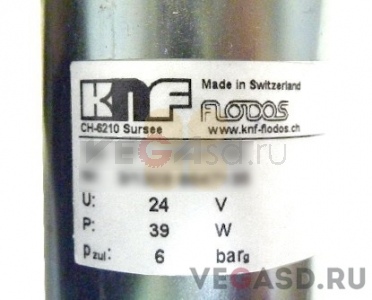 KNF
Made in Switzerland
FLODOS
CH-6210 Sursee
www.knf-flodos.ch
VEGAsd.ru
U: 24 V
P: 39 W
pzul: 6 barg
VEGASD.RU